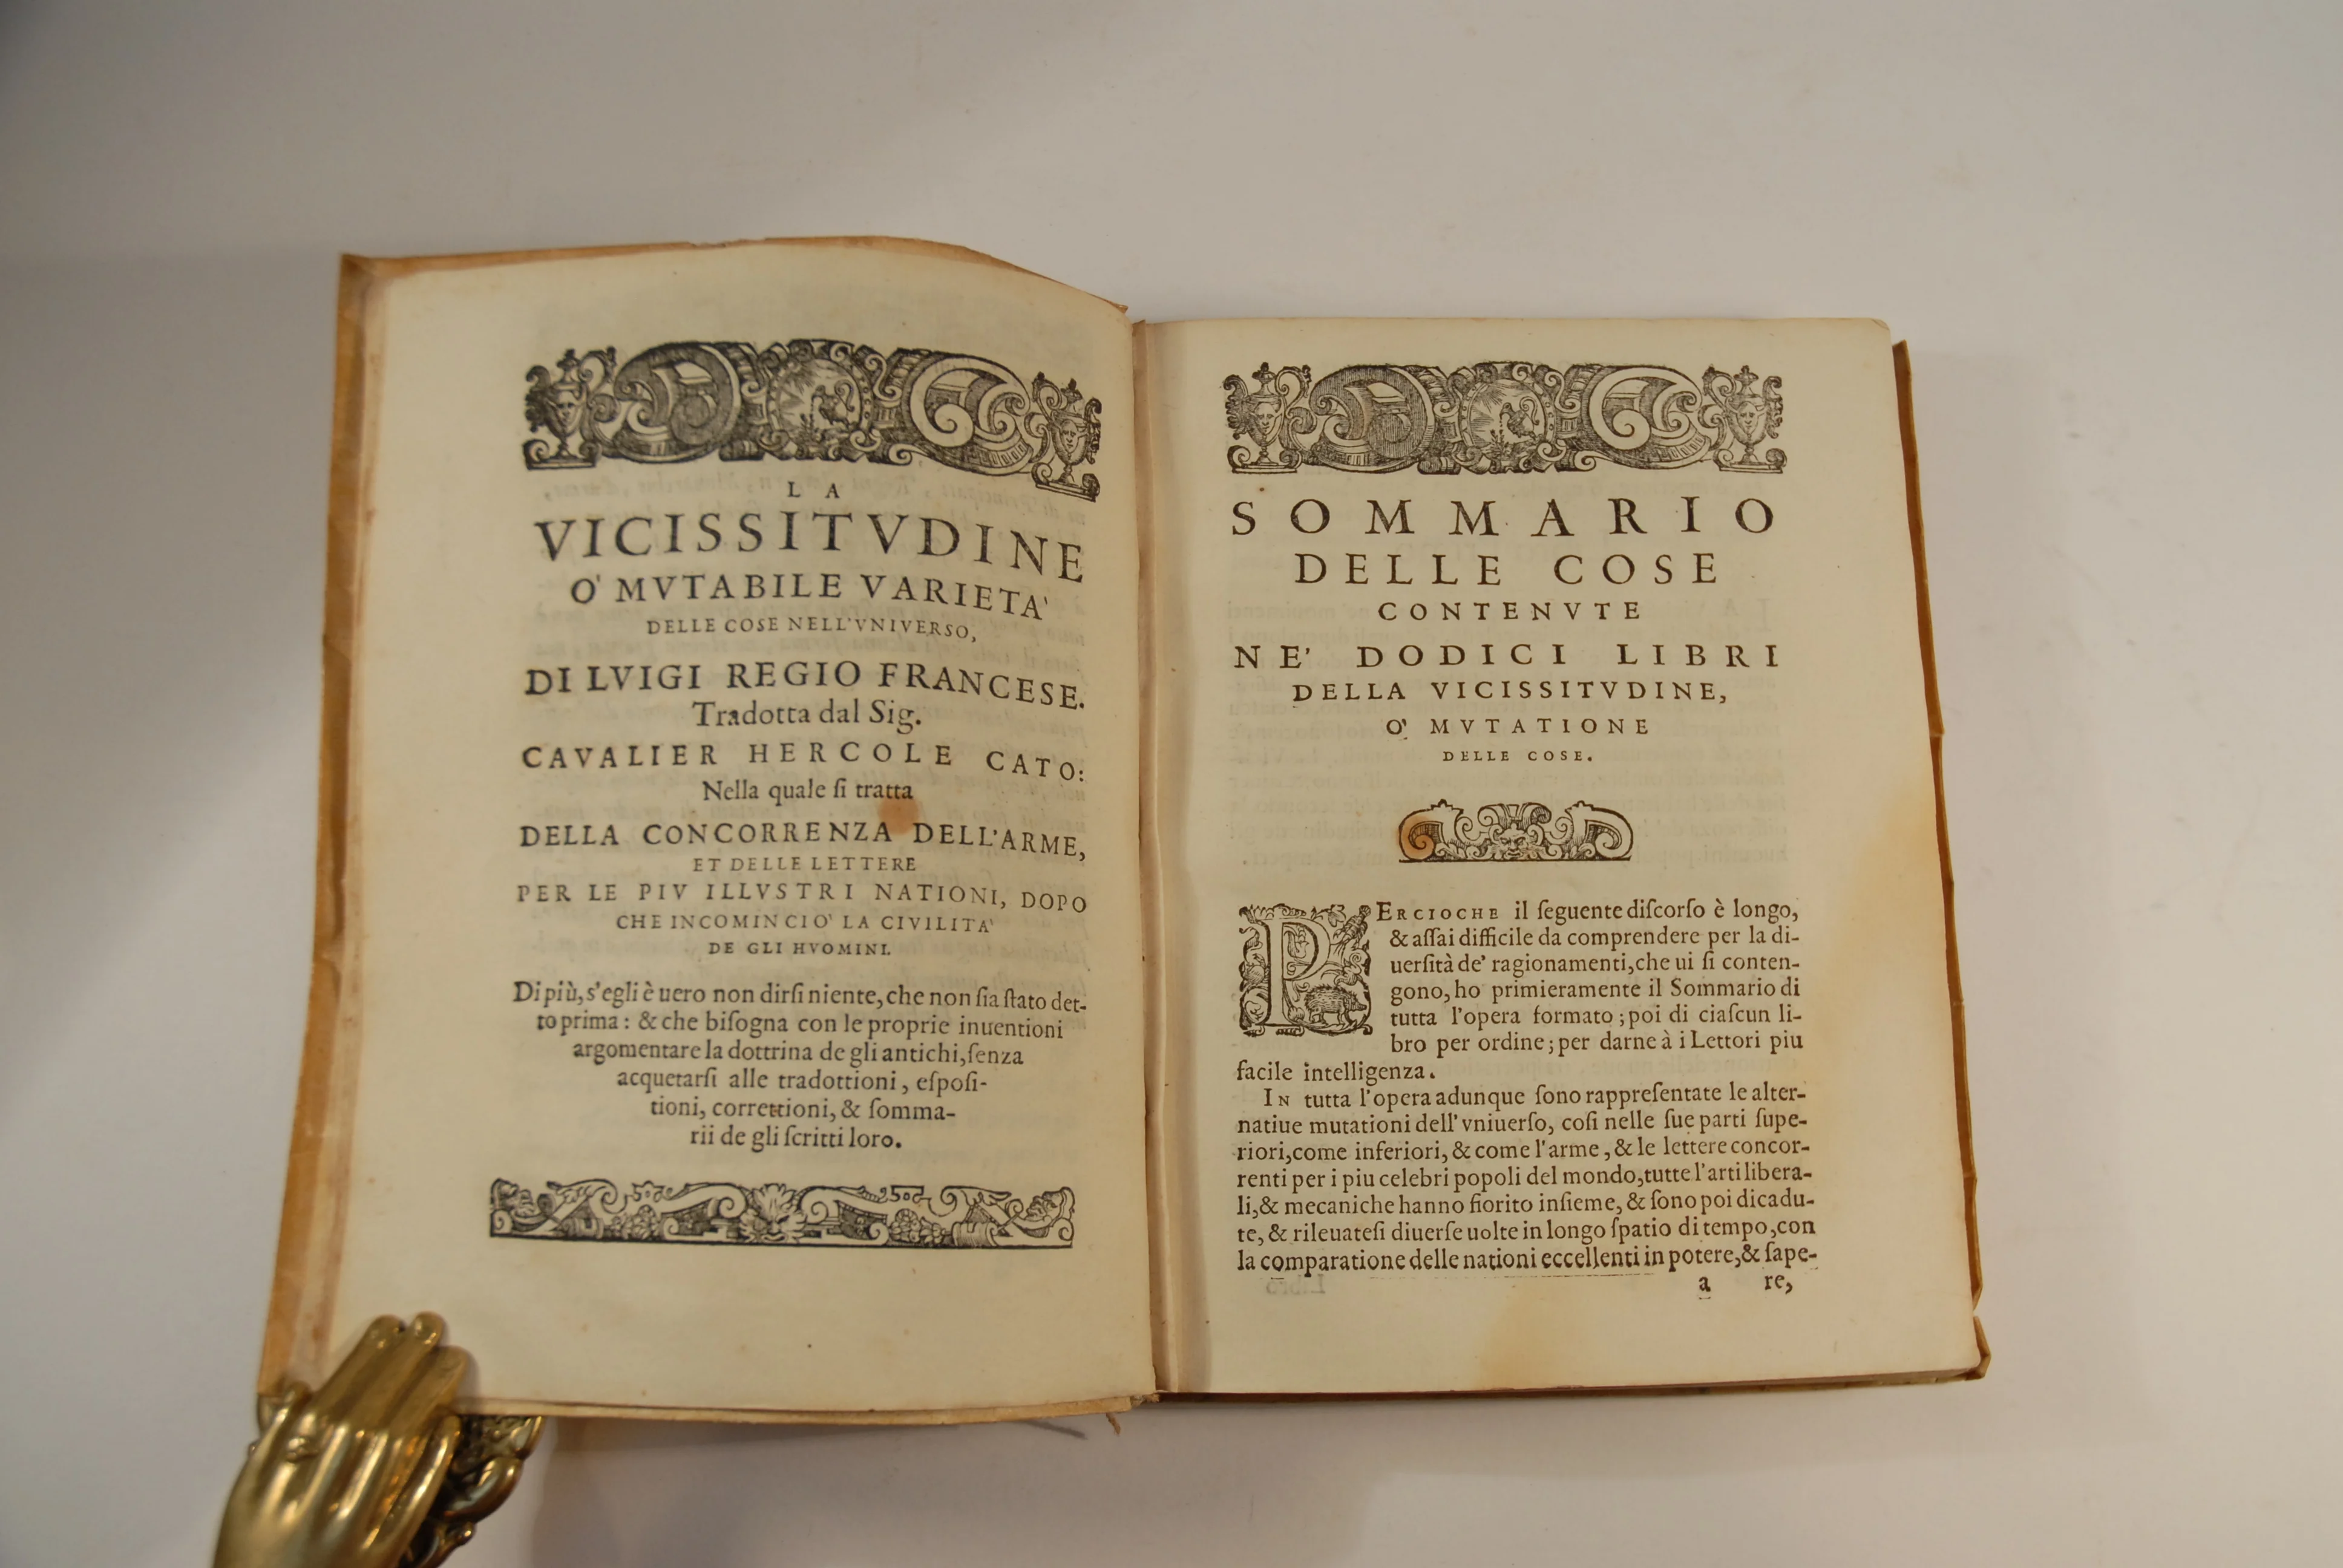 LA
VICISSITVDINE
O' MVTABILE VARIETA'
DELLE COSE NELL'VNIVERSO,
DI LVIGI REGIO FRANCESE.
Tradotta dal Sig.
CAVALIER HERCOLE CATO:
Nella quale ſi tratta
DELLA CONCORRENZA DELL'ARME,
ET DELLE LETTERE
PER LE PIV ILLVSTRI NATIONI, DOPO
CHE INCOMINCIO' LA CIVILITA'
DE GLI HVOMINI.
Di più, s'egli è uero non dirſi niente, che non ſia ſtato det-
to prima: & che biſogna con le proprie inuentioni
argomentare la dottrina de gli antichi, ſenza
acquetarſi alle tradottioni, eſpoſi-
tioni, correttioni, & ſomma-
rii de gli ſcritti loro.
SOMMARIO
DELLE COSE
CONTENVTE
NE' DODICI LIBRI
DELLA VICISSITVDINE,
O' MVTATIONE
DELLE COSE.
PERCIOCHE il ſeguente diſcorſo è longo,
& aſſai difficile da comprendere per la di-
uerſità de' ragionamenti, che ui ſi conten-
gono, ho primieramente il Sommario di
tutta l'opera formato; poi di ciaſcun li-
bro per ordine; per darne à i Lettori piu
facile intelligenza.
IN tutta l'opera adunque ſono rappreſentate le alter-
natiue mutationi dell'vniuerſo, coſi nelle ſue parti ſupe-
riori, come inferiori, & come l'arme, & le lettere concor-
renti per i piu celebri popoli del mondo, tutte l'arti libera-
li, & mecaniche hanno fiorito inſieme, & ſono poi dicadu-
te, & rileuateſi diuerſe uolte in longo ſpatio di tempo, con
la comparatione delle nationi eccellenti in potere, & ſape-
a re,